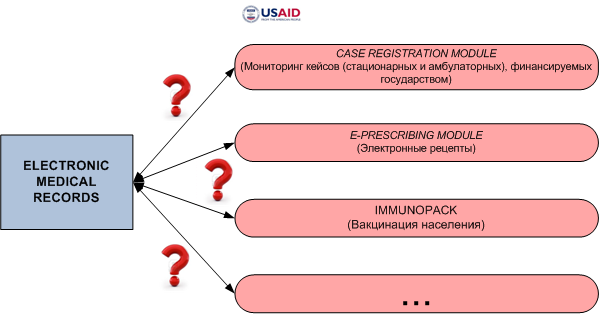 USAID
FROM THE AMERICAN PEOPLE
CASE REGISTRATION MODULE
(Мониторинг кейсов (стационарных и амбулаторных), финансируемых
государством)
?
E-PRESCRIBING MODULE
(Электронные рецепты)
ELECTRONIC
MEDICAL
RECORDS
?
IMMUNOPACK
(Вакцинация населения)
?
...